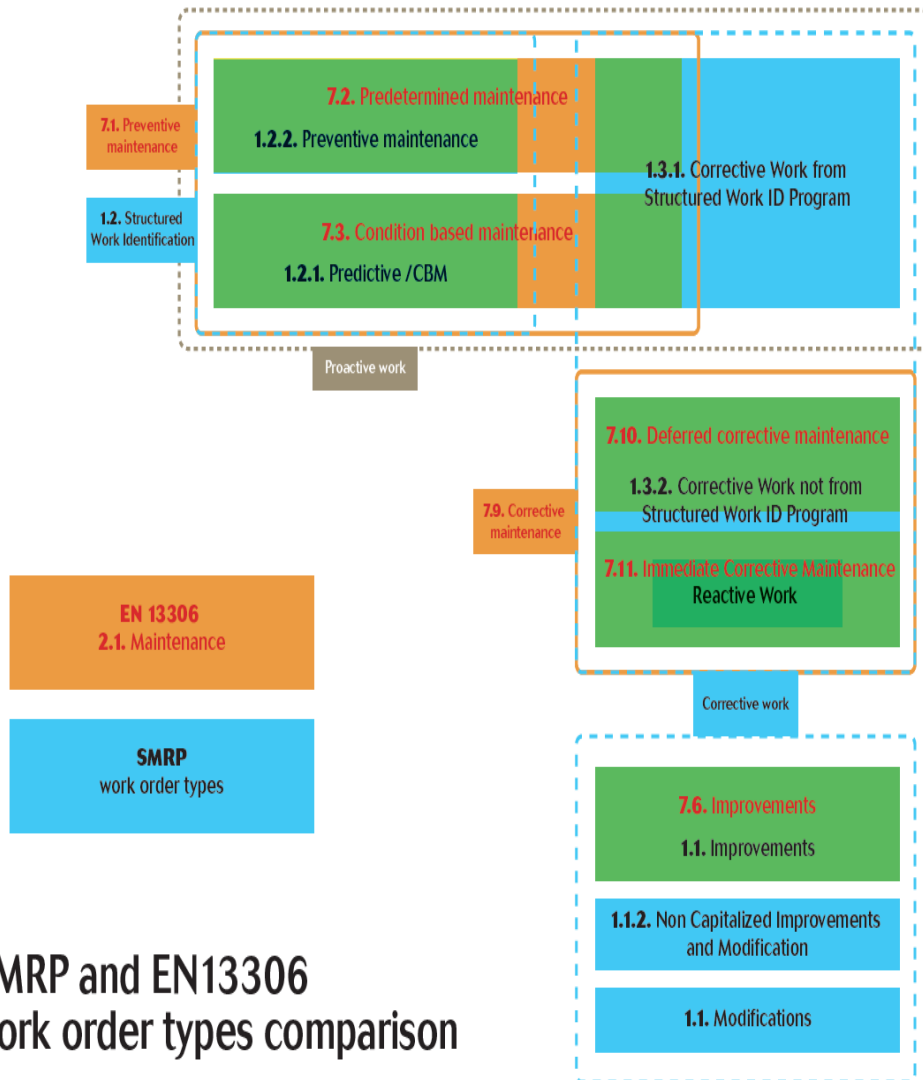 7.2. Predetermined maintenance
7.1. Preventive
maintenance
1.2.2. Preventive maintenance
1.3.1. Corrective Work from
Structured Work ID Program
1.2. Structured
Work Identification
7.3. Condition based maintenance
1.2.1. Predictive /CBM
Proactive work
7.10. Deferred corrective maintenance
1.3.2. Corrective Work not from
Structured Work ID Program
7.9. Corrective
maintenance
7.11. Immediate Corrective Maintenance
Reactive Work
EN 13306
2.1. Maintenance
Corrective work
SMRP
work order types
7.6. Improvements
1.1. Improvements
1.1.2. Non Capitalized Improvements
and Modification
1.1. Modifications
MRP and EN13306
ork order types comparison